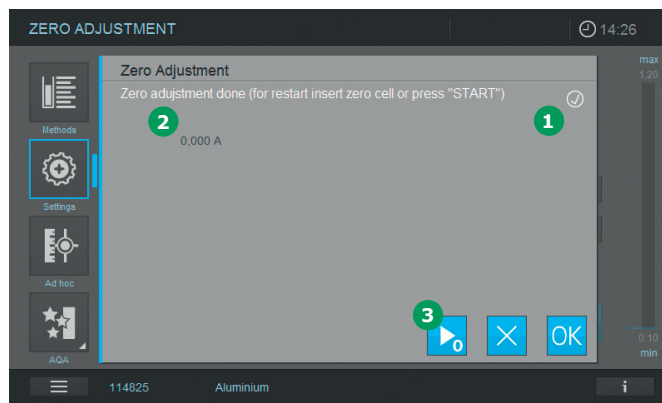 ZERO ADJUSTMENT
14:26
Zero Adjustment
Zero adujstment done (for restart insert zero cell or press "START")
1
2
0,000 A
3
0
OK
Methods
Settings
Ad hoc
AQA
max
1.20
0.10
min
114825 Aluminium
i